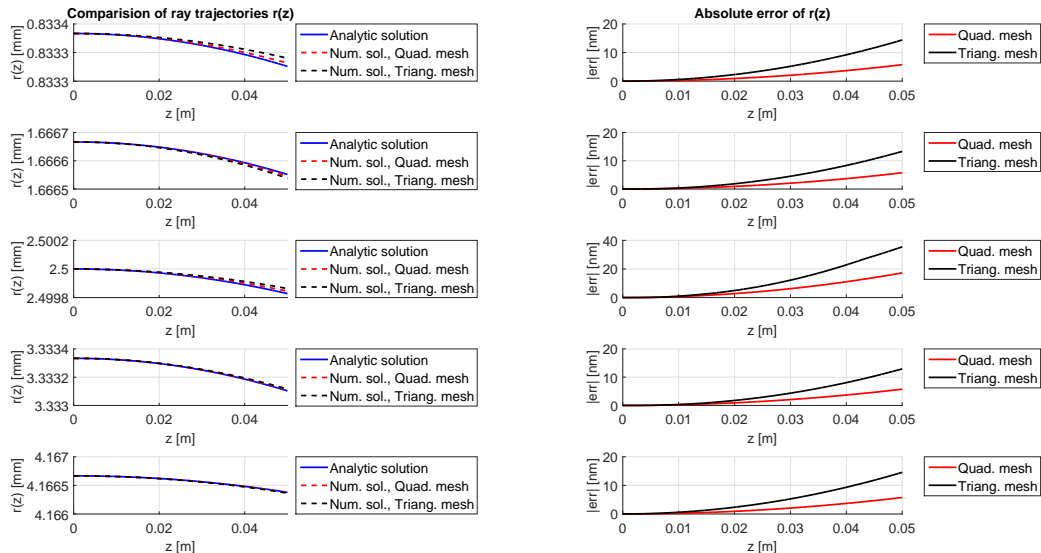 Comparision of ray trajectories r(z)
r(z) [mm]
0.8334
0.8333
0.8333
0
0.02
0.04
z [m]
Analytic solution
Num. sol., Quad. mesh
Num. sol., Triang. mesh
Absolute error of r(z)
|err| [nm]
20
10
0
0
0.01
0.02
0.03
0.04
0.05
z [m]
Quad. mesh
Triang. mesh
r(z) [mm]
1.6667
1.6666
1.6665
0
0.02
0.04
z [m]
Analytic solution
Num. sol., Quad. mesh
Num. sol., Triang. mesh
|err| [nm]
20
10
0
0
0.01
0.02
0.03
0.04
0.05
z [m]
Quad. mesh
Triang. mesh
r(z) [mm]
2.5002
2.5
2.4998
0
0.02
0.04
z [m]
Analytic solution
Num. sol., Quad. mesh
Num. sol., Triang. mesh
|err| [nm]
40
20
0
0
0.01
0.02
0.03
0.04
0.05
z [m]
Quad. mesh
Triang. mesh
r(z) [mm]
3.3334
3.3332
3.333
0
0.02
0.04
z [m]
Analytic solution
Num. sol., Quad. mesh
Num. sol., Triang. mesh
|err| [nm]
20
10
0
0
0.01
0.02
0.03
0.04
0.05
z [m]
Quad. mesh
Triang. mesh
r(z) [mm]
4.167
4.1665
4.166
0
0.02
0.04
z [m]
Analytic solution
Num. sol., Quad. mesh
Num. sol., Triang. mesh
|err| [nm]
20
10
0
0
0.01
0.02
0.03
0.04
0.05
z [m]
Quad. mesh
Triang. mesh